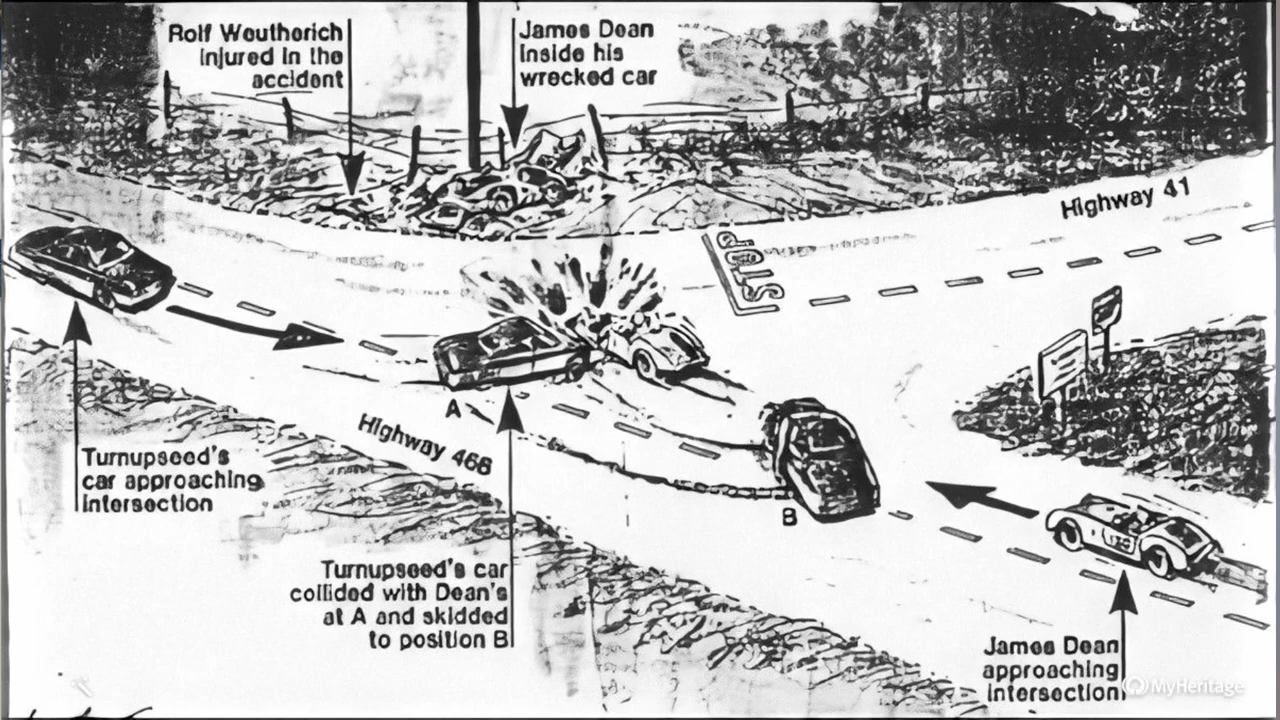 Rolf Weutherich
injured in the
accident
James Dean
inside his
wrecked car
Highway 41
STOP
A
Highway 466
B
Turnupseed's
car approaching
intersection
Turnupseed's car
collided with Dean's
at A and skidded
to position B
James Dean
approaching
intersection
MyHeritage